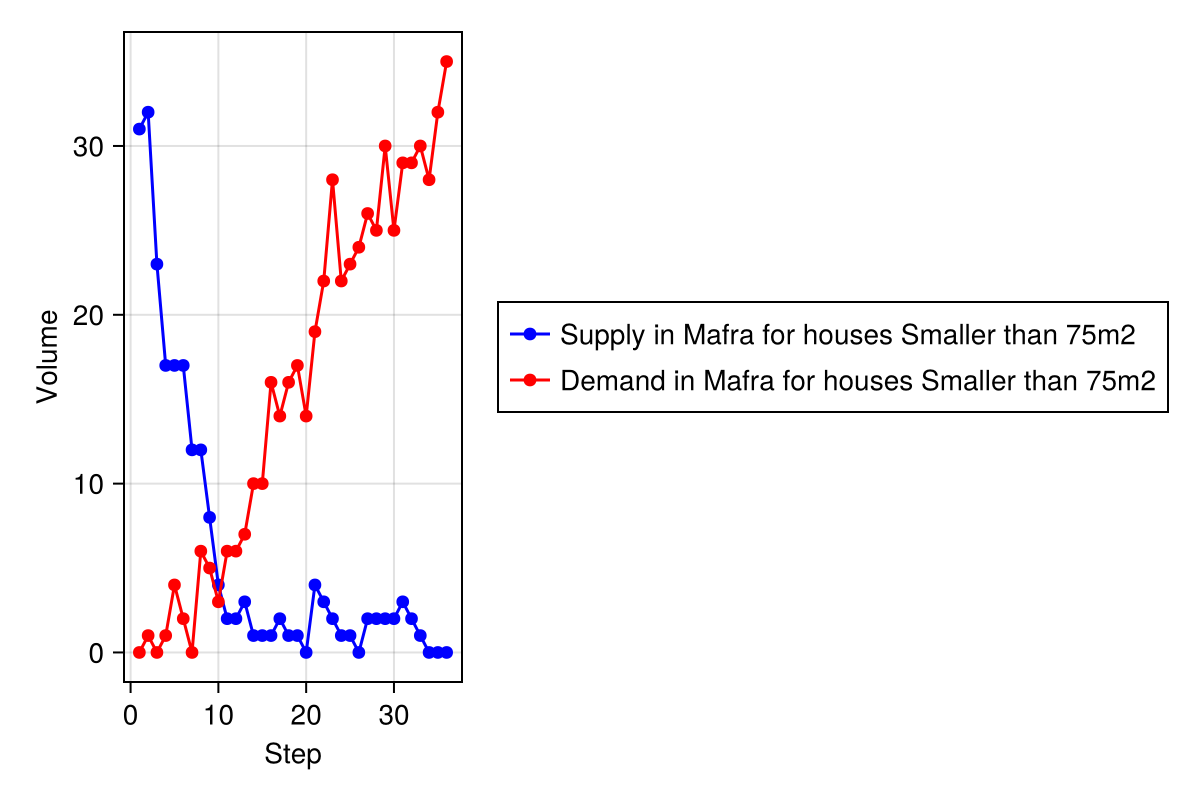 30
20
10
0
Volume
0 10 20 30
Step
Supply in Mafra for houses Smaller than 75m2
Demand in Mafra for houses Smaller than 75m2